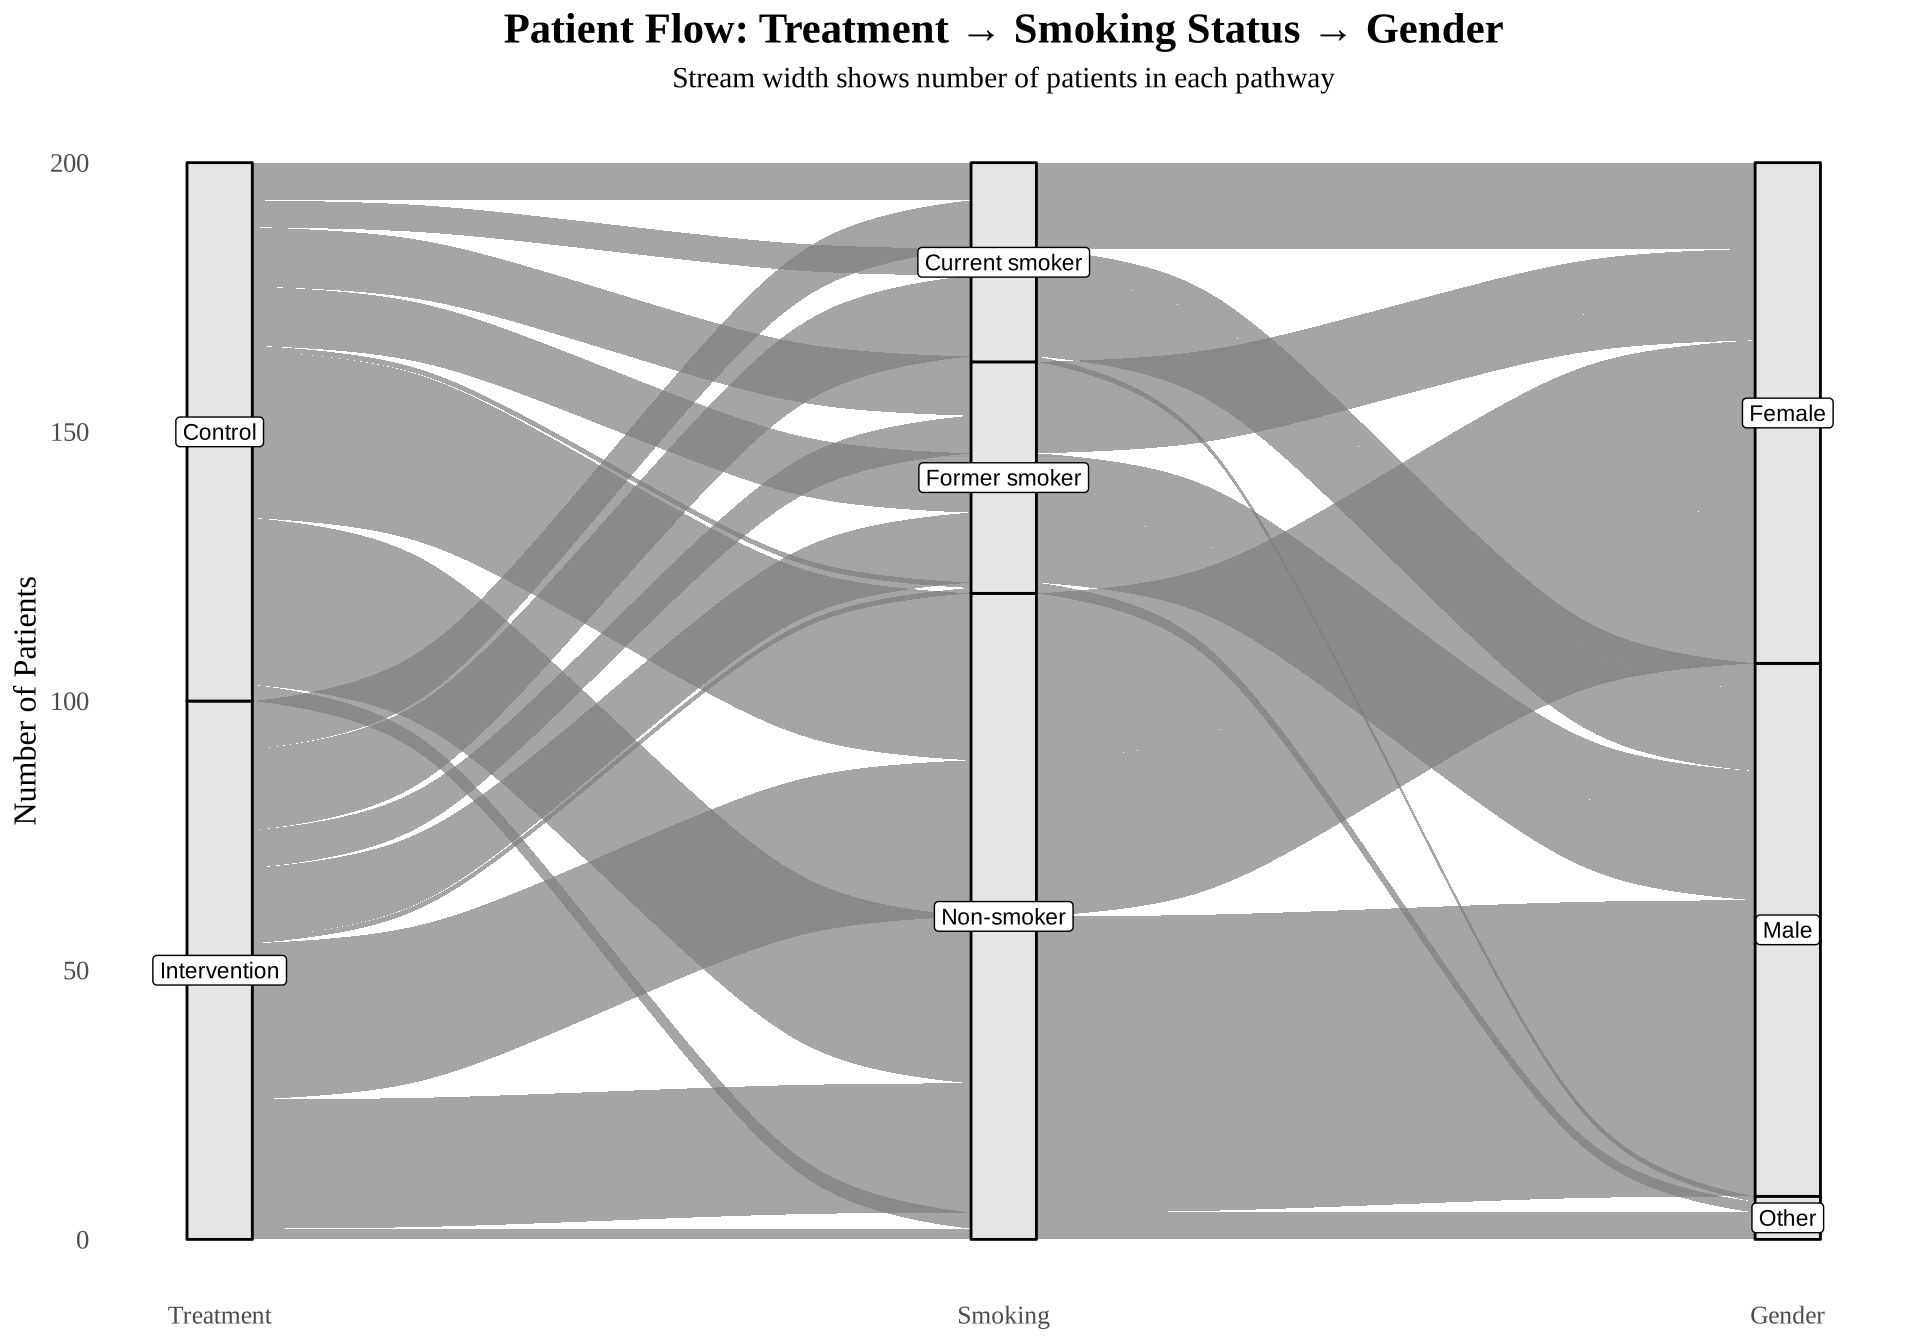 Patient Flow: Treatment → Smoking Status → Gender
Stream width shows number of patients in each pathway
Number of Patients
200
150
100
50
0
Control
Intervention
Current smoker
Former smoker
Non-smoker
Female
Male
Other
Treatment
Smoking
Gender